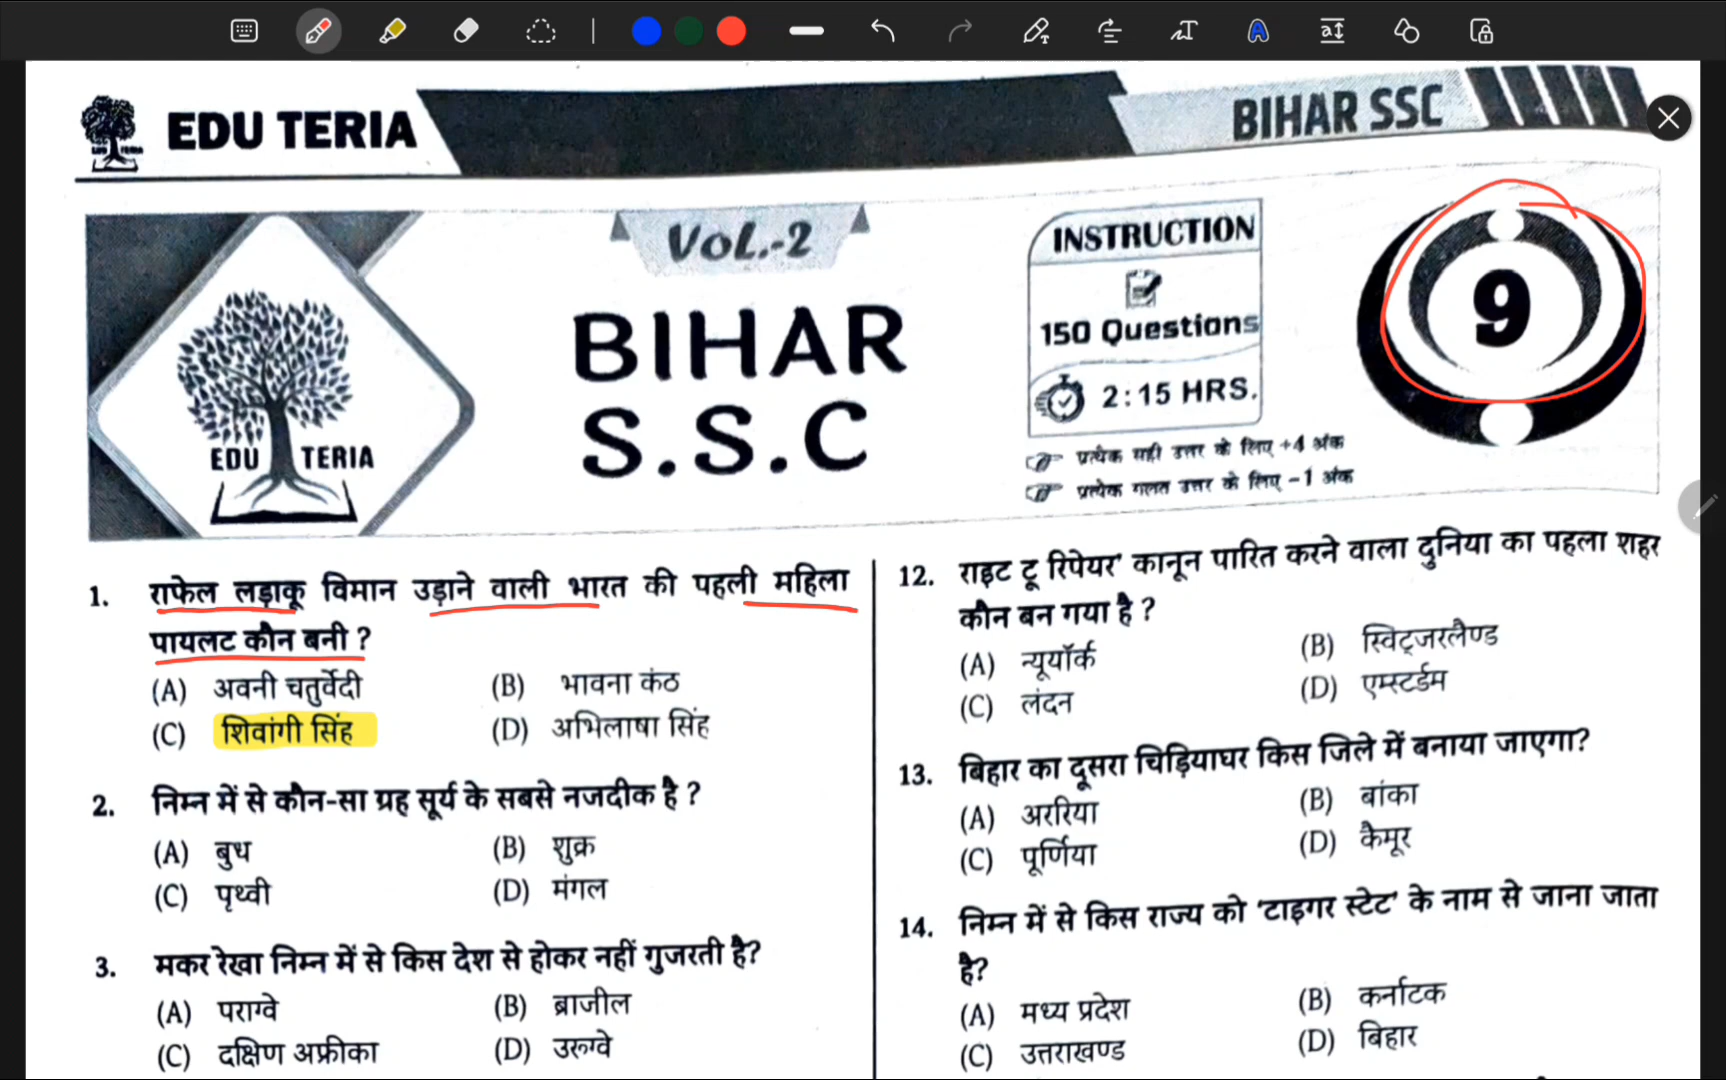 EDU TERIA
BIHAR SSC
VOL.-2
BIHAR
S.S.C
EDU TERIA
INSTRUCTION
150 Questions
2:15 HRS.
9
प्रत्येक सही उत्तर के लिए +4 अंक
प्रत्येक गलत उत्तर के लिए -1 अंक
1. राफेल लड़ाकू विमान उड़ाने वाली भारत की पहली महिला
पायलट कौन बनी ?
(A) अवनी चतुर्वेदी (B) भावना कंठ
(C) शिवांगी सिंह (D) अभिलाषा सिंह
2. निम्न में से कौन-सा ग्रह सूर्य के सबसे नजदीक है ?
(A) बुध (B) शुक्र
(C) पृथ्वी (D) मंगल
3. मकर रेखा निम्न में से किस देश से होकर नहीं गुजरती है?
(A) पराग्वे (B) ब्राजील
(C) दक्षिण अफ्रीका (D) उरूग्वे
12. राइट टू रिपेयर' कानून पारित करने वाला दुनिया का पहला शहर
कौन बन गया है ?
(A) न्यूयॉर्क (B) स्विट्जरलैण्ड
(C) लंदन (D) एम्स्टर्डम
13. बिहार का दूसरा चिड़ियाघर किस जिले में बनाया जाएगा?
(A) अररिया (B) बांका
(C) पूर्णिया (D) कैमूर
14. निम्न में से किस राज्य को 'टाइगर स्टेट' के नाम से जाना जाता
है?
(A) मध्य प्रदेश (B) कर्नाटक
(C) उत्तराखण्ड (D) बिहार